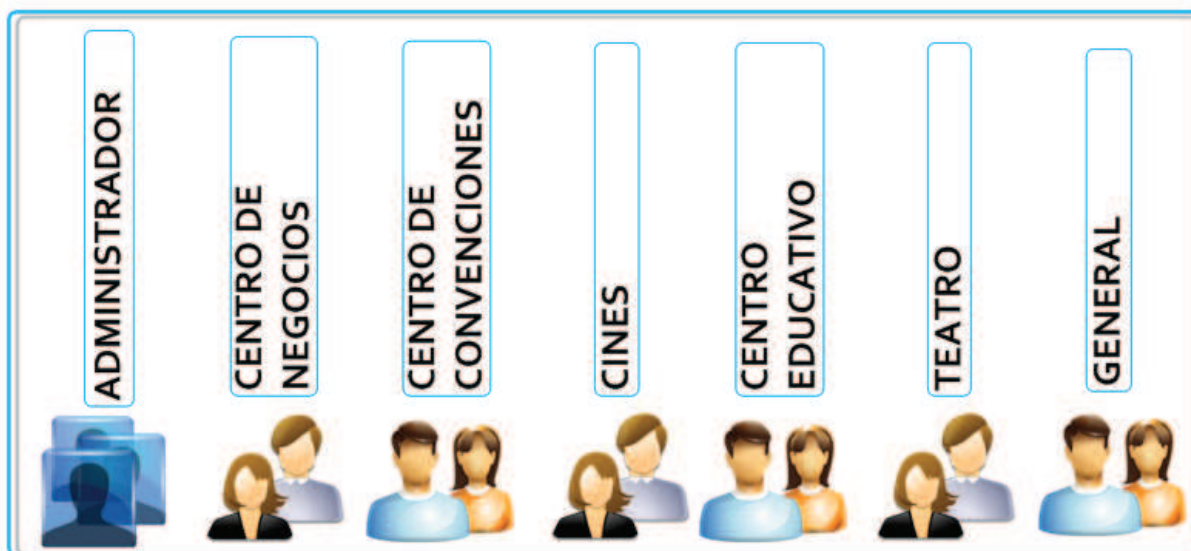 ADMINISTRADOR
CENTRO DE
NEGOCIOS
CENTRO DE
CONVENCIONES
CINES
CENTRO
EDUCATIVO
TEATRO
GENERAL